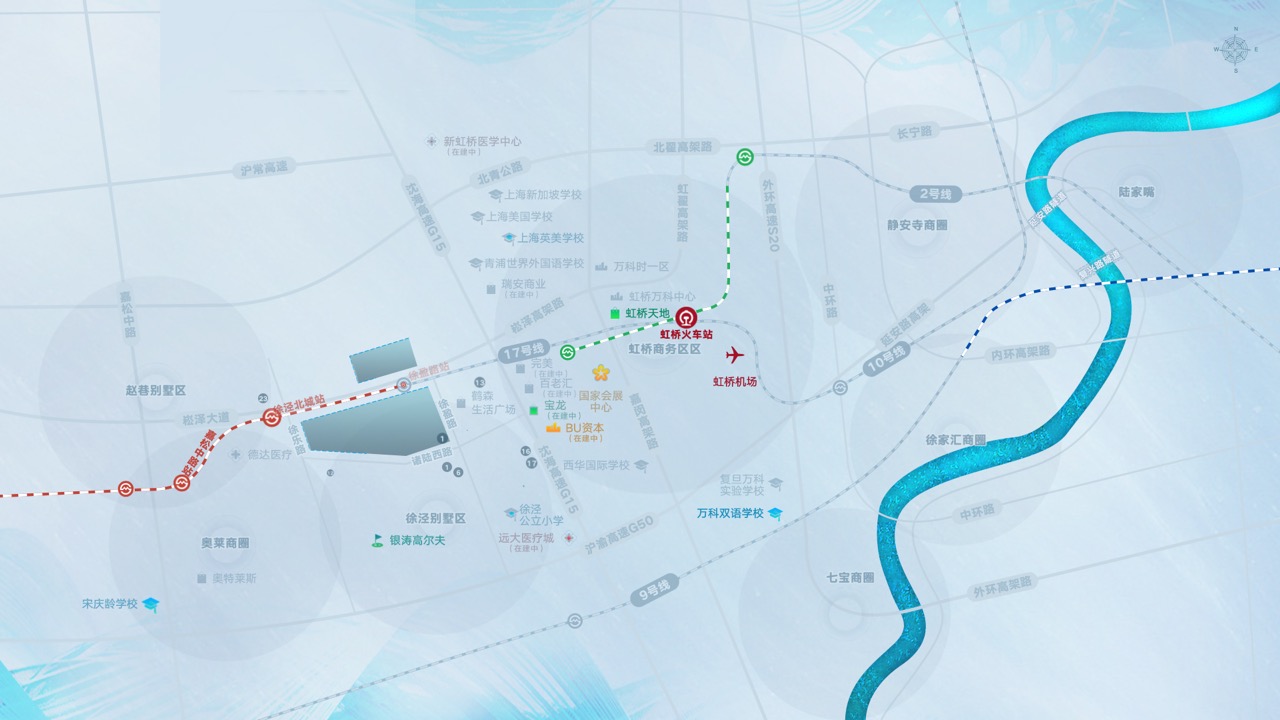 N
W
E
S
新虹桥医学中心
(在建中)
北翟高架路
长宁路
沪常高速
北青公路
上海新加坡学校
虹翟高架路
外环高速S20
2号线
陆家嘴
上海美国学校
静安寺商圈
延安路隧道
上海英美学校
青浦世界外国语学校
万科时一区
瑞安商业
(在建中)
嘉松中路
崧泽高架路
虹桥万科中心
虹桥天地
虹桥火车站
虹桥商务区区
中环路
延安路高架
17号线
10号线
内环高架路
虹桥机场
完美
(在建中)
百老汇
(在建中)
国家会展
中心
宝龙
(在建中)
BU资本
(在建中)
鹤森
生活广场
13
赵巷别墅区
崧泽大道
23
徐泾北城站
徐盈路站
徐乐路
徐盈路
诸陆西路
1
1
6
16
17
德达医疗
西华国际学校
徐家汇商圈
复旦万科
实验学校
万科双语学校
中环路
徐泾
公立小学
徐泾别墅区
银涛高尔夫
远大医疗城
(在建中)
沪渝高速G50
奥莱商圈
奥特莱斯
宋庆龄学校
9号线
七宝商圈
外环高架路